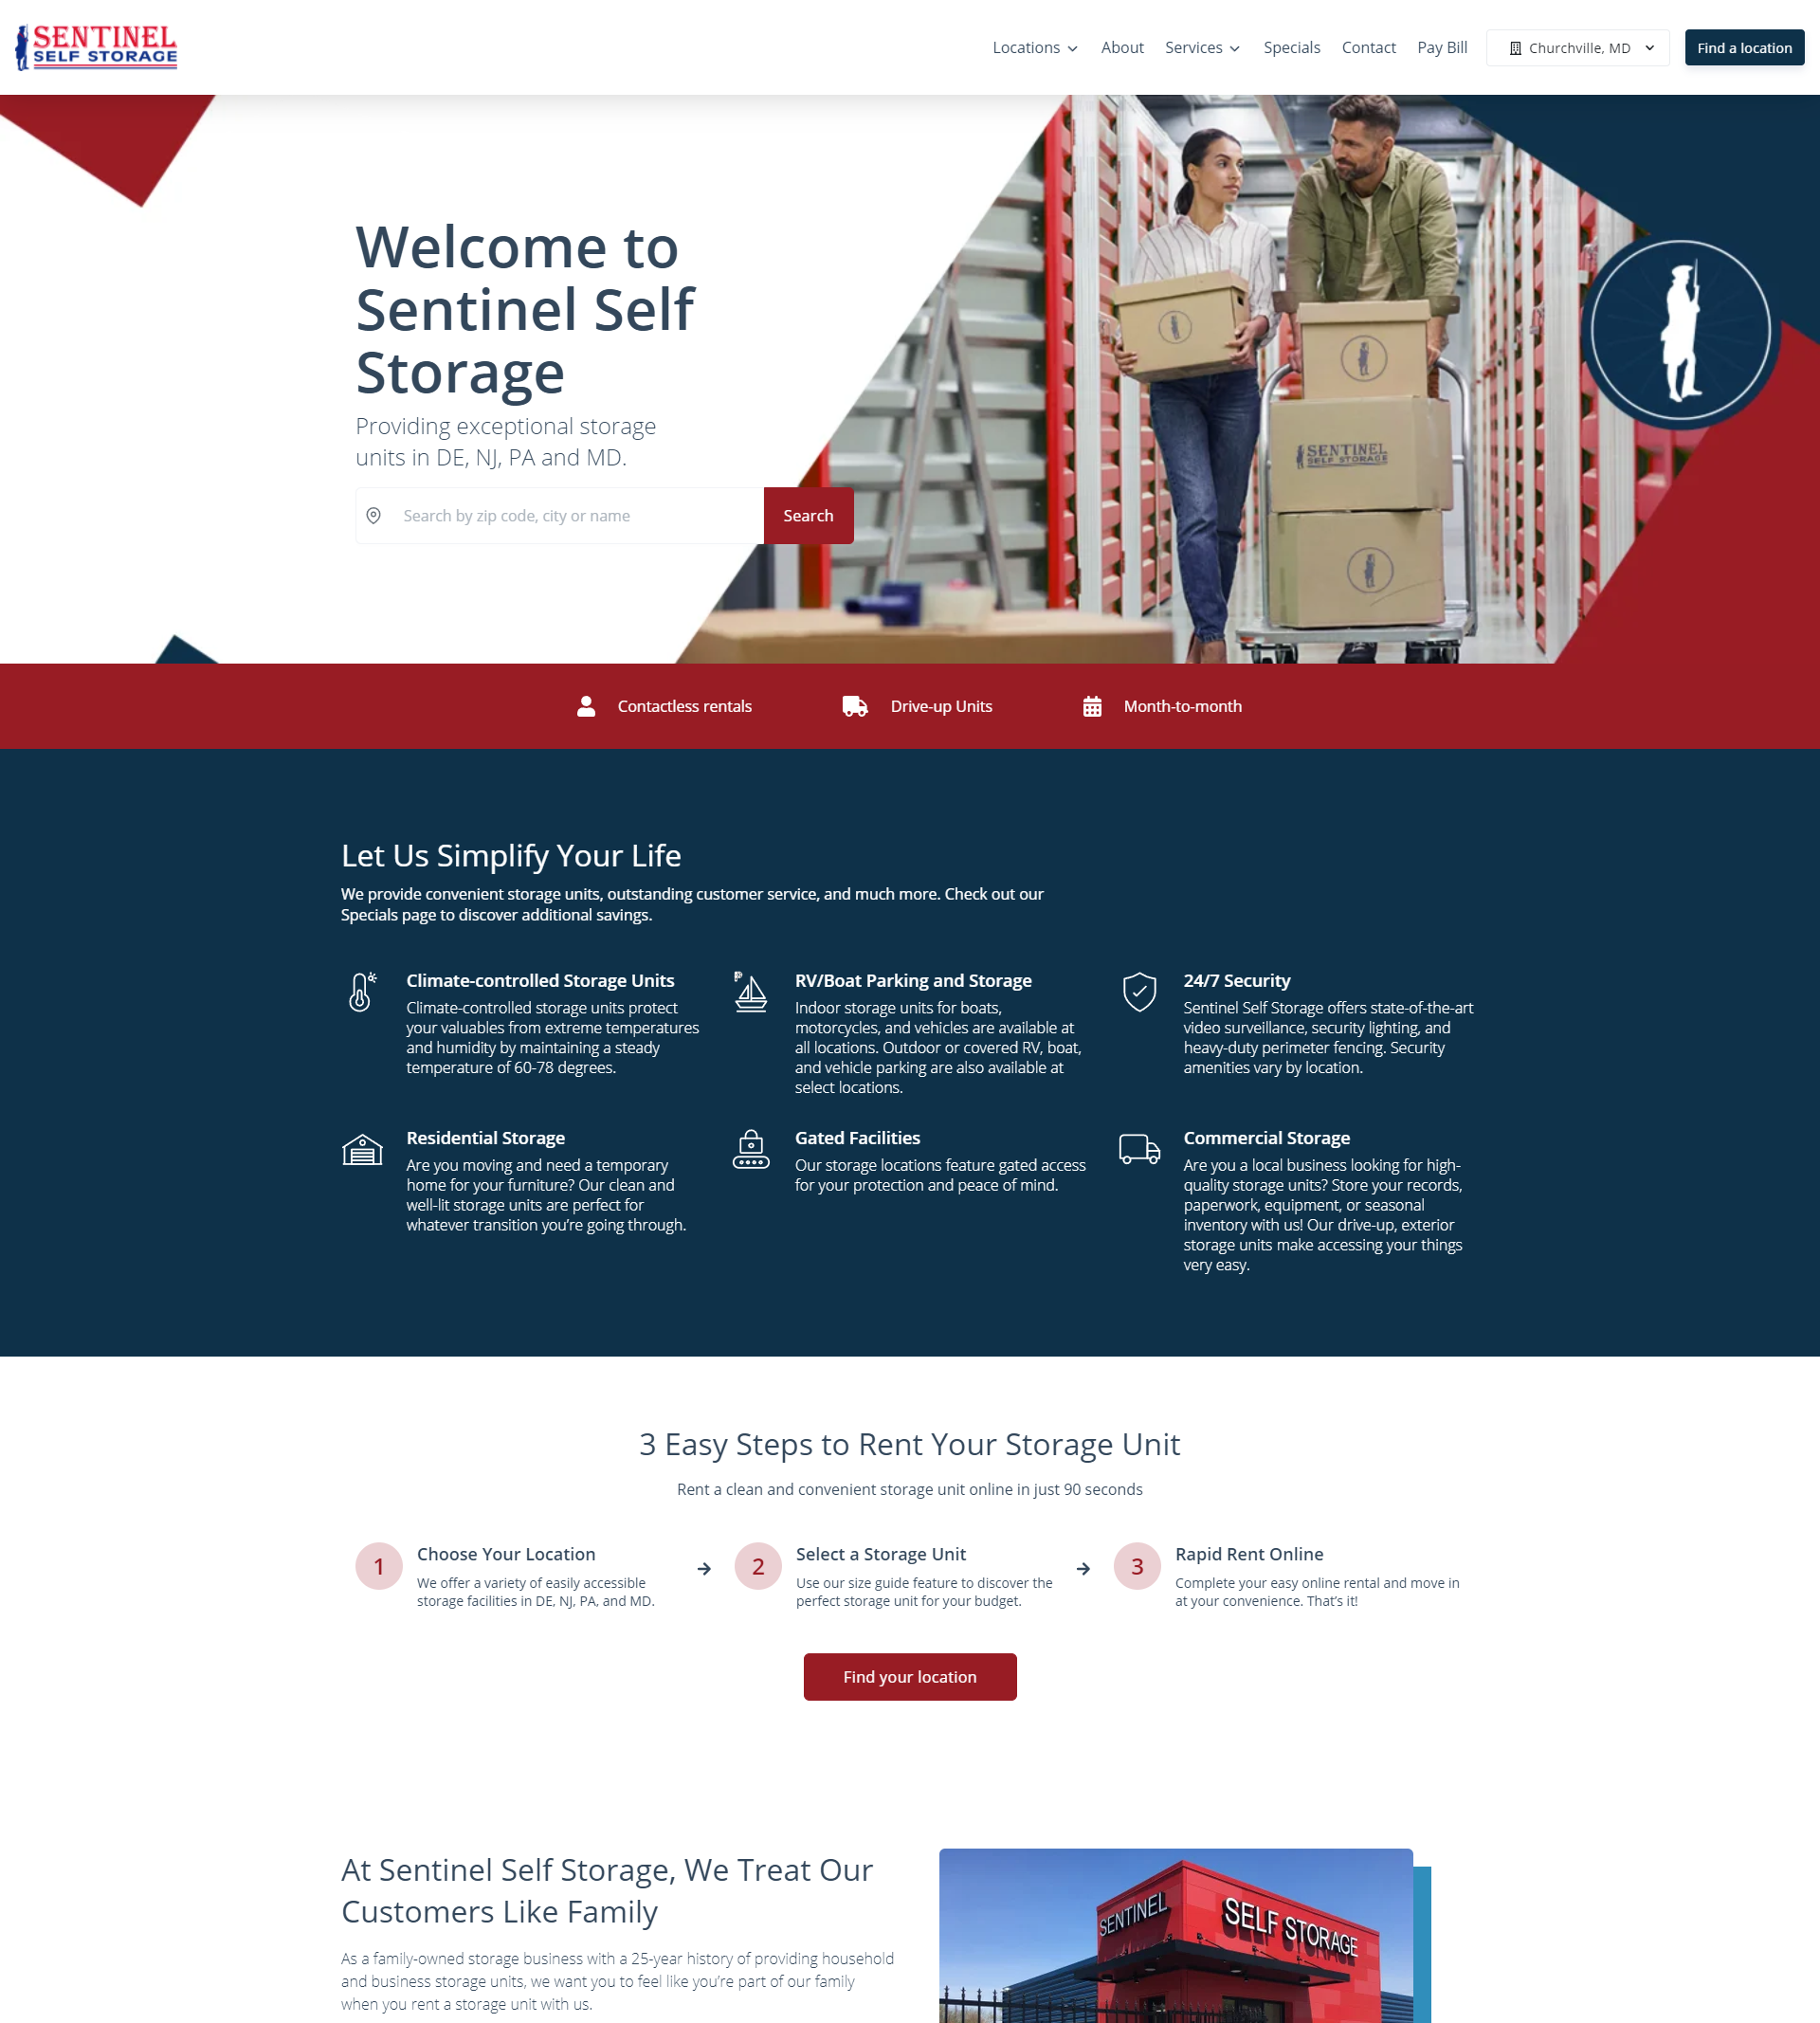 SENTINEL
SELF STORAGE
Locations About Services Specials Contact Pay Bill Churchville, MD Find a location
Welcome to
Sentinel Self
Storage
Providing exceptional storage
units in DE, NJ, PA and MD.
Search by zip code, city or name Search
SENTINEL
SELF STORAGE
Contactless rentals Drive-up Units Month-to-month
Let Us Simplify Your Life
We provide convenient storage units, outstanding customer service, and much more. Check out our
Specials page to discover additional savings.
Climate-controlled Storage Units
Climate-controlled storage units protect
your valuables from extreme temperatures
and humidity by maintaining a steady
temperature of 60-78 degrees.
RV/Boat Parking and Storage
Indoor storage units for boats,
motorcycles, and vehicles are available at
all locations. Outdoor or covered RV, boat,
and vehicle parking are also available at
select locations.
24/7 Security
Sentinel Self Storage offers state-of-the-art
video surveillance, security lighting, and
heavy-duty perimeter fencing. Security
amenities vary by location.
Residential Storage
Are you moving and need a temporary
home for your furniture? Our clean and
well-lit storage units are perfect for
whatever transition you’re going through.
Gated Facilities
Our storage locations feature gated access
for your protection and peace of mind.
Commercial Storage
Are you a local business looking for high-
quality storage units? Store your records,
paperwork, equipment, or seasonal
inventory with us! Our drive-up, exterior
storage units make accessing your things
very easy.
3 Easy Steps to Rent Your Storage Unit
Rent a clean and convenient storage unit online in just 90 seconds
1
Choose Your Location
We offer a variety of easily accessible
storage facilities in DE, NJ, PA, and MD.
2
Select a Storage Unit
Use our size guide feature to discover the
perfect storage unit for your budget.
3
Rapid Rent Online
Complete your easy online rental and move in
at your convenience. That’s it!
Find your location
At Sentinel Self Storage, We Treat Our
Customers Like Family
As a family-owned storage business with a 25-year history of providing household
and business storage units, we want you to feel like you’re part of our family
when you rent a storage unit with us.
SENTINEL SELF STORAGE